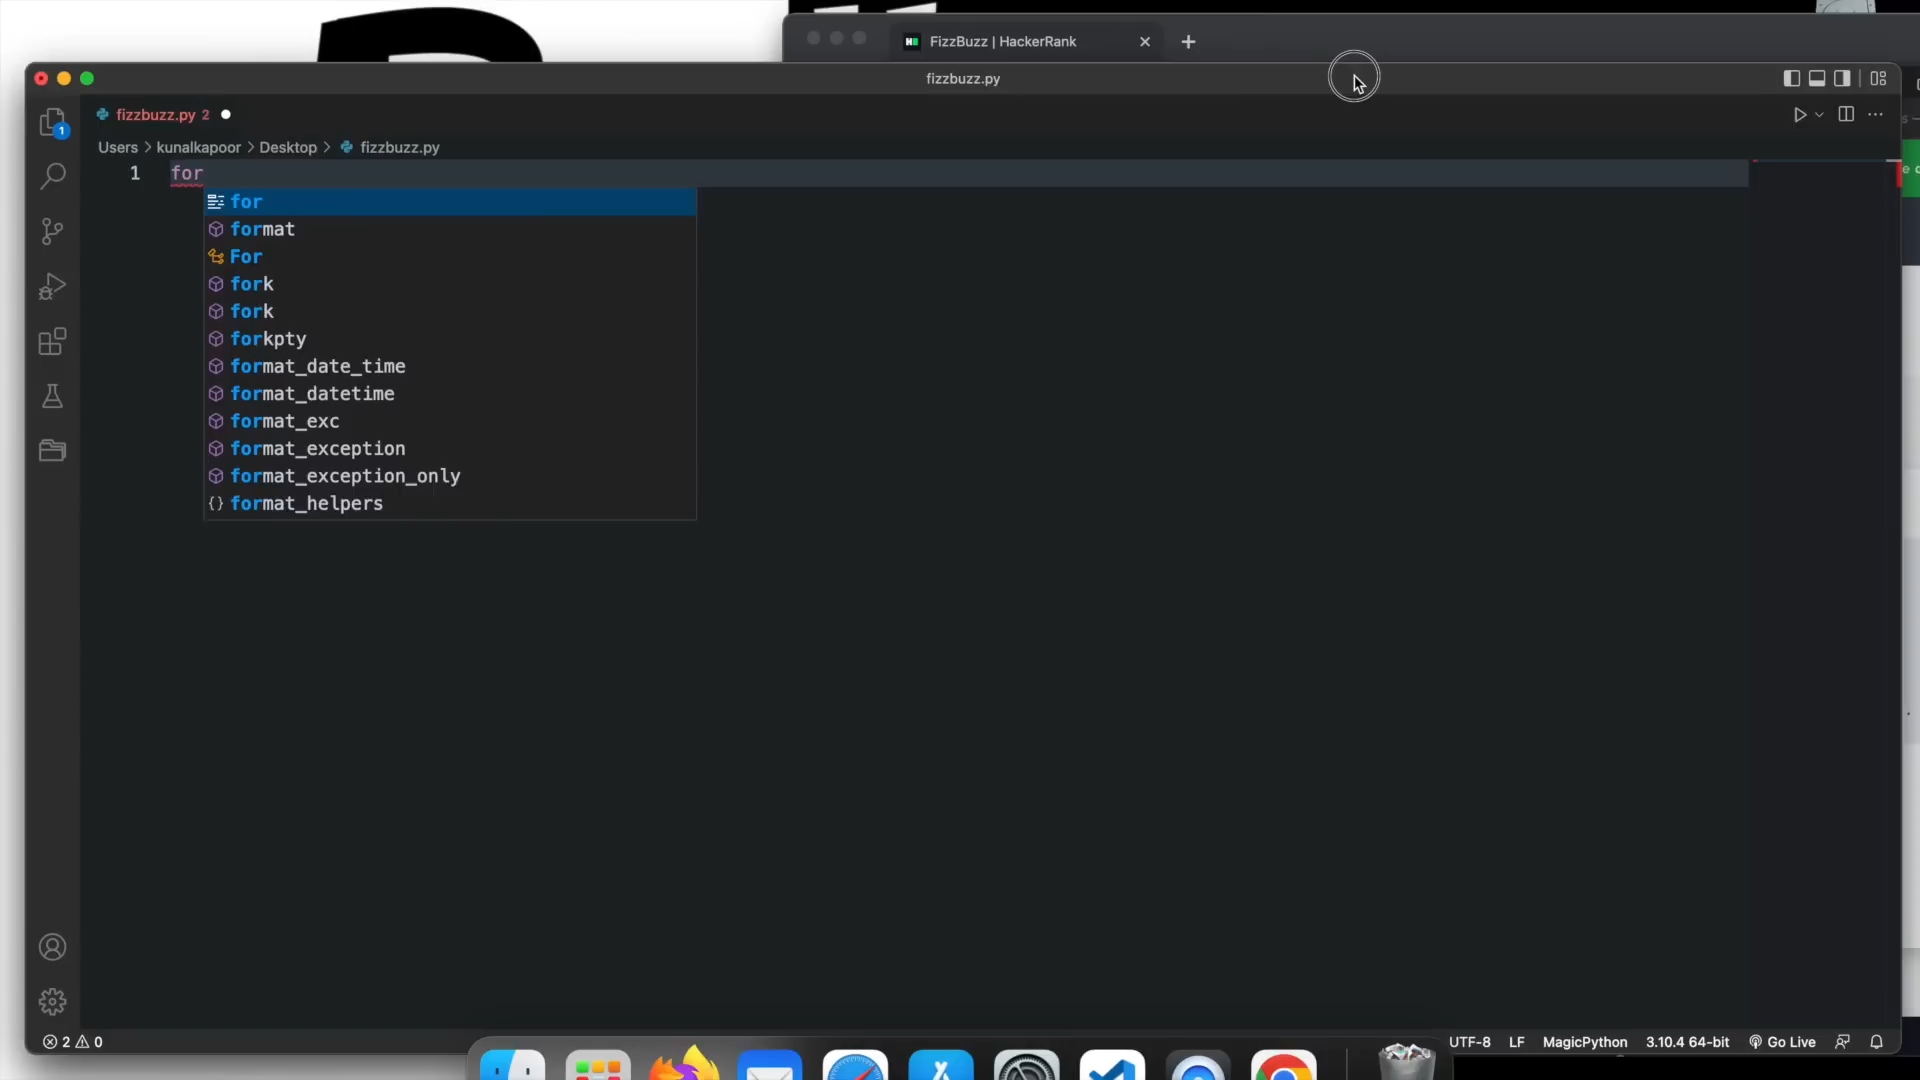 FizzBuzz | HackerRank
fizzbuzz.py
fizzbuzz.py 2
1
Users > kunalkapoor > Desktop > fizzbuzz.py
1 for
for
format
For
fork
fork
forkpty
format_date_time
format_datetime
format_exc
format_exception
format_exception_only
format_helpers
2 0 UTF-8 LF MagicPython 3.10.4 64-bit Go Live